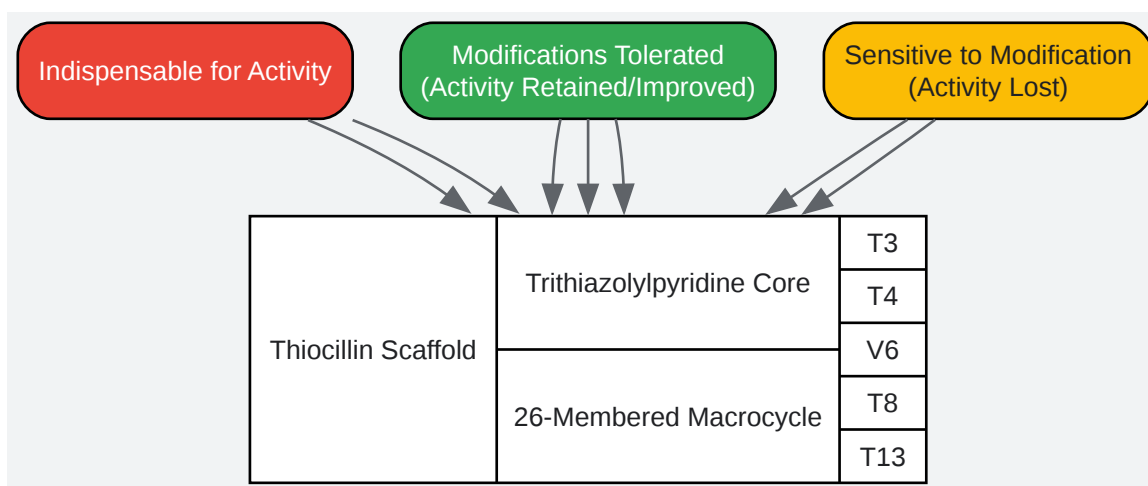 Indispensable for Activity
Modifications Tolerated
(Activity Retained/Improved)
Sensitive to Modification
(Activity Lost)
Thiocillin Scaffold
Trithiazolylpyridine Core
26-Membered Macrocycle
T3
T4
V6
T8
T13